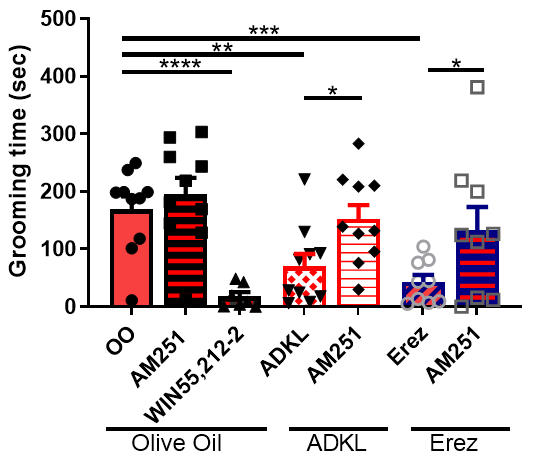 500
***
**
****
400
*
*
300
200
100
0
Grooming time (sec)
OO
AM251
WIN55,212-2
ADKL
AM251
Erez
AM251
Olive Oil
ADKL
Erez